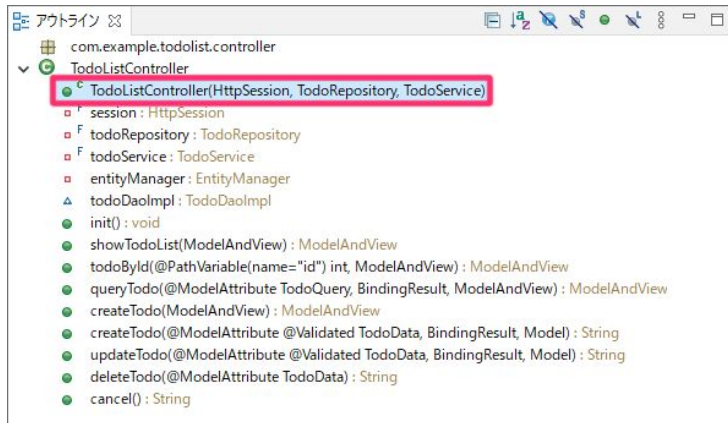 アウトライン
com.example.todolist.controller
TodoListController
C TodoListController(HttpSession, TodoRepository, TodoService)
F session : HttpSession
F todoRepository : TodoRepository
F todoService : TodoService
entityManager : EntityManager
todoDaoImpl : TodoDaoImpl
init() : void
showTodoList(ModelAndView) : ModelAndView
todoById(@PathVariable(name="id") int, ModelAndView) : ModelAndView
queryTodo(@ModelAttribute TodoQuery, BindingResult, ModelAndView) : ModelAndView
createTodo(ModelAndView) : ModelAndView
createTodo(@ModelAttribute @Validated TodoData, BindingResult, Model) : String
updateTodo(@ModelAttribute @Validated TodoData, BindingResult, Model) : String
deleteTodo(@ModelAttribute TodoData) : String
cancel() : String